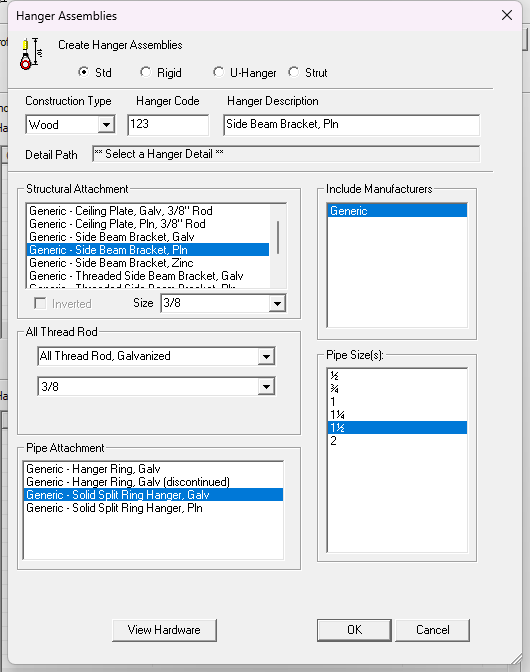 Hanger Assemblies
Create Hanger Assemblies
Std Rigid U-Hanger Strut
Construction Type Hanger Code Hanger Description
Wood 123 Side Beam Bracket, Pln
Detail Path ** Select a Hanger Detail **
Structural Attachment
Generic - Ceiling Plate, Galv, 3/8" Rod
Generic - Ceiling Plate, Pln, 3/8" Rod
Generic - Side Beam Bracket, Galv
Generic - Side Beam Bracket, Pln
Generic - Side Beam Bracket, Zinc
Generic - Threaded Side Beam Bracket, Galv
Generic - Threaded Side Beam Bracket, Pln
Inverted Size 3/8
Include Manufacturers
Generic
All Thread Rod
All Thread Rod, Galvanized
3/8
Pipe Size(s):
½
¾
1
1¼
1½
2
Pipe Attachment
Generic - Hanger Ring, Galv
Generic - Hanger Ring, Galv (discontinued)
Generic - Solid Split Ring Hanger, Galv
Generic - Solid Split Ring Hanger, Pln
View Hardware OK Cancel